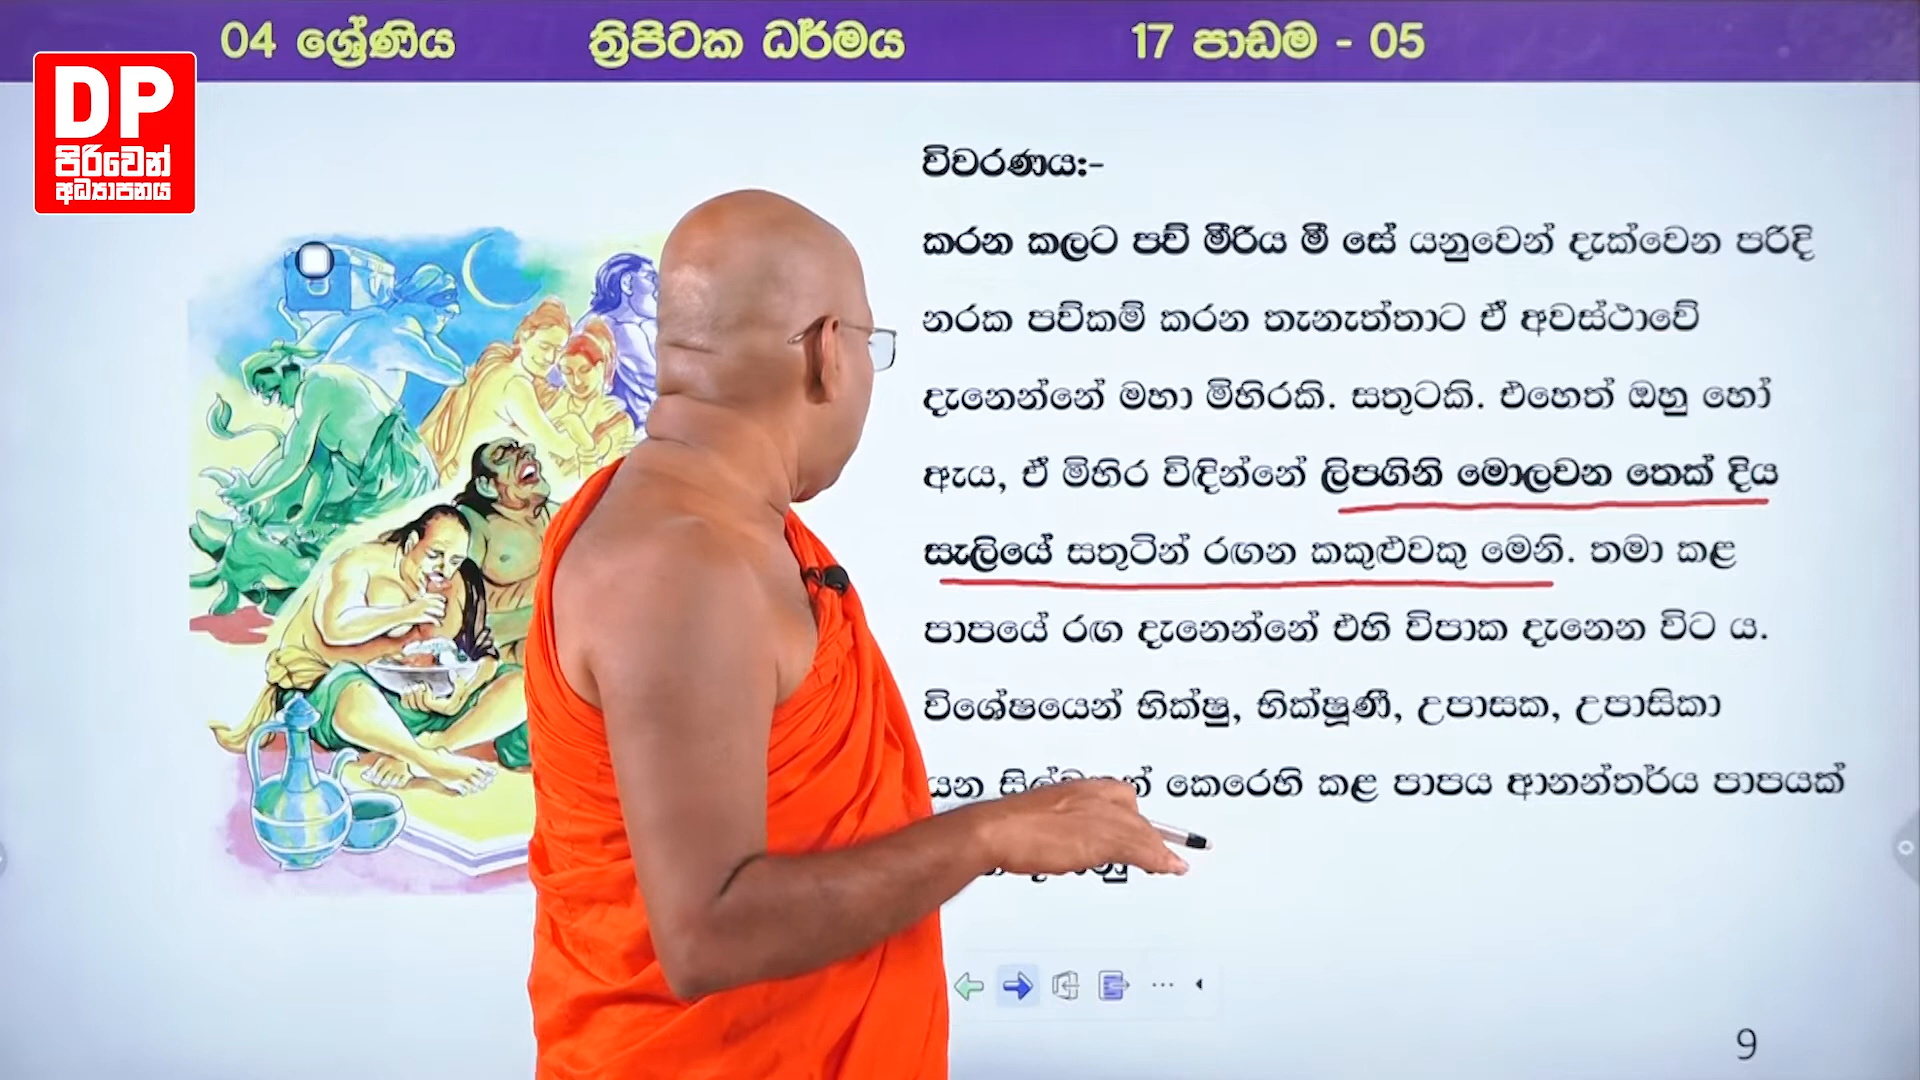 04 ශ්‍රේණිය ත්‍රිපිටක ධර්මය 17 පාඩම - 05
DP
පිරිවෙන්
අධ්‍යාපනය
විවරණය:-
කරන කලට පව් මීරිය මී සේ යනුවෙන් දැක්වෙන පරිදි
නරක පව්කම් කරන තැනැත්තාට ඒ අවස්ථාවේ
දැනෙන්නේ මහා මිහිරකි. සතුටකි. එහෙත් ඔහු හෝ
ඇය, ඒ මිහිර විඳින්නේ ලිපගිනි මොලවන තෙක් දිය
සැලියේ සතුටින් රඟන කකුළුවකු මෙනි. තමා කළ
පාපයේ රඟ දැනෙන්නේ එහි විපාක දැනෙන විට ය.
විශේෂයෙන් භික්ෂු, භික්ෂූණී, උපාසක, උපාසිකා
යන කෙරෙහි කළ පාපය ආනන්තර්ය පාපයක්
9